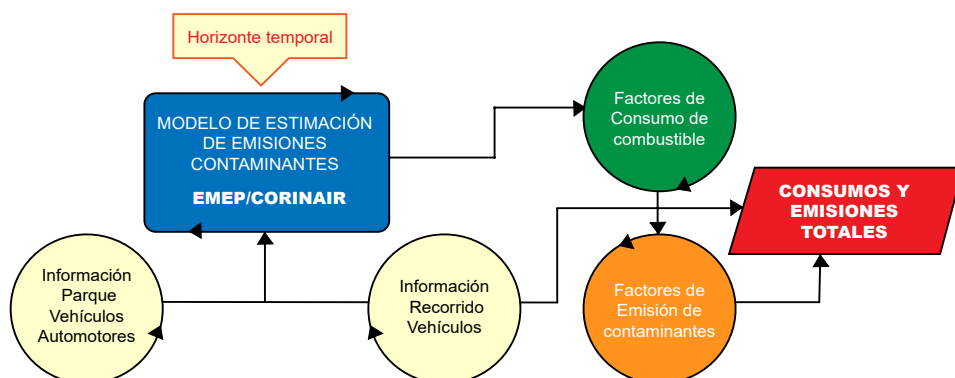 Horizonte temporal
MODELO DE ESTIMACIÓN
DE EMISIONES
CONTAMINANTES
EMEP/CORINAIR
Factores de
Consumo de
combustible
CONSUMOS Y
EMISIONES
TOTALES
Información
Parque
Vehículos
Automotores
Información
Recorrido
Vehículos
Factores de
Emisión de
contaminantes